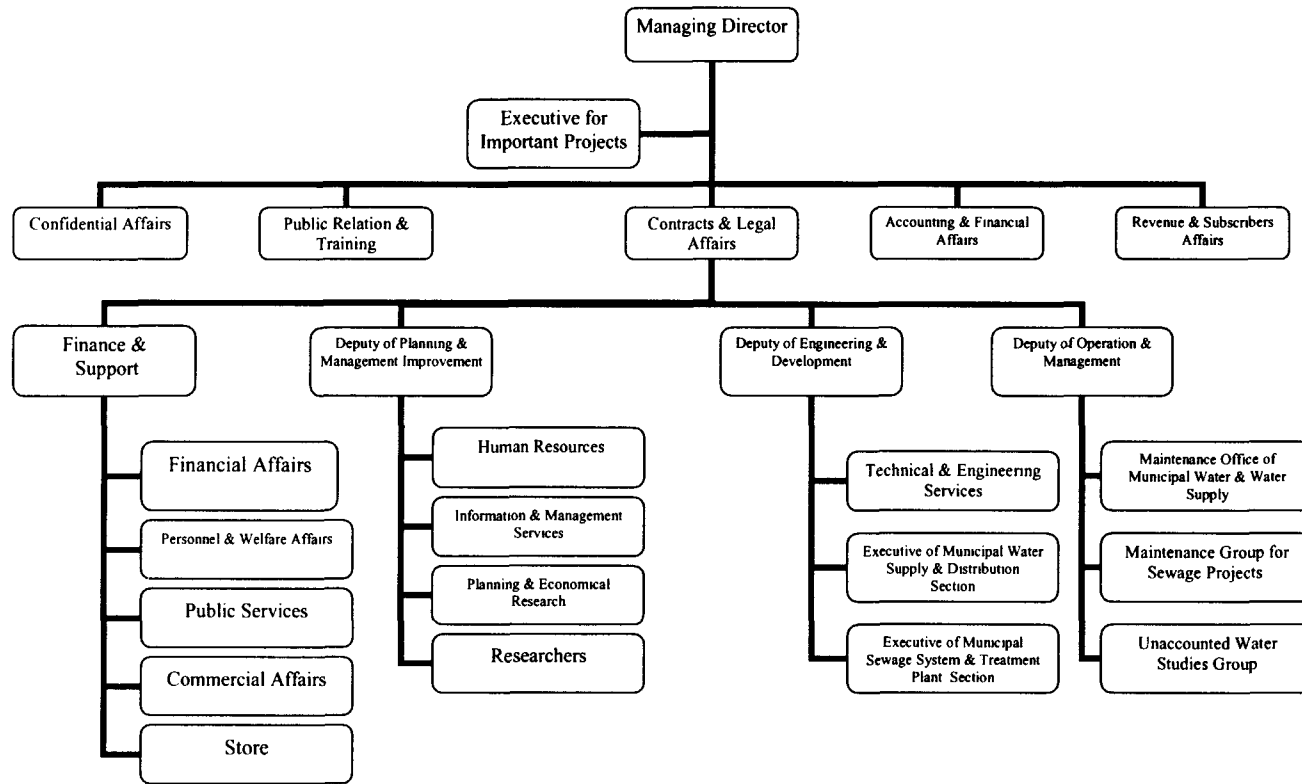 Managing Director
Executive for
Important Projects
Confidential Affairs
Public Relation &
Training
Contracts & Legal
Affairs
Accounting & Financial
Affairs
Revenue & Subscribers
Affairs
Finance &
Support
Deputy of Planning &
Management Improvement
Deputy of Engineering &
Development
Deputy of Operation &
Management
Financial Affairs
Personnel & Welfare Affairs
Public Services
Commercial Affairs
Store
Human Resources
Information & Management
Services
Planning & Economical
Research
Researchers
Technical & Engineering
Services
Executive of Municipal Water
Supply & Distribution
Section
Executive of Municipal
Sewage System & Treatment
Plant Section
Maintenance Office of
Municipal Water & Water
Supply
Maintenance Group for
Sewage Projects
Unaccounted Water
Studies Group